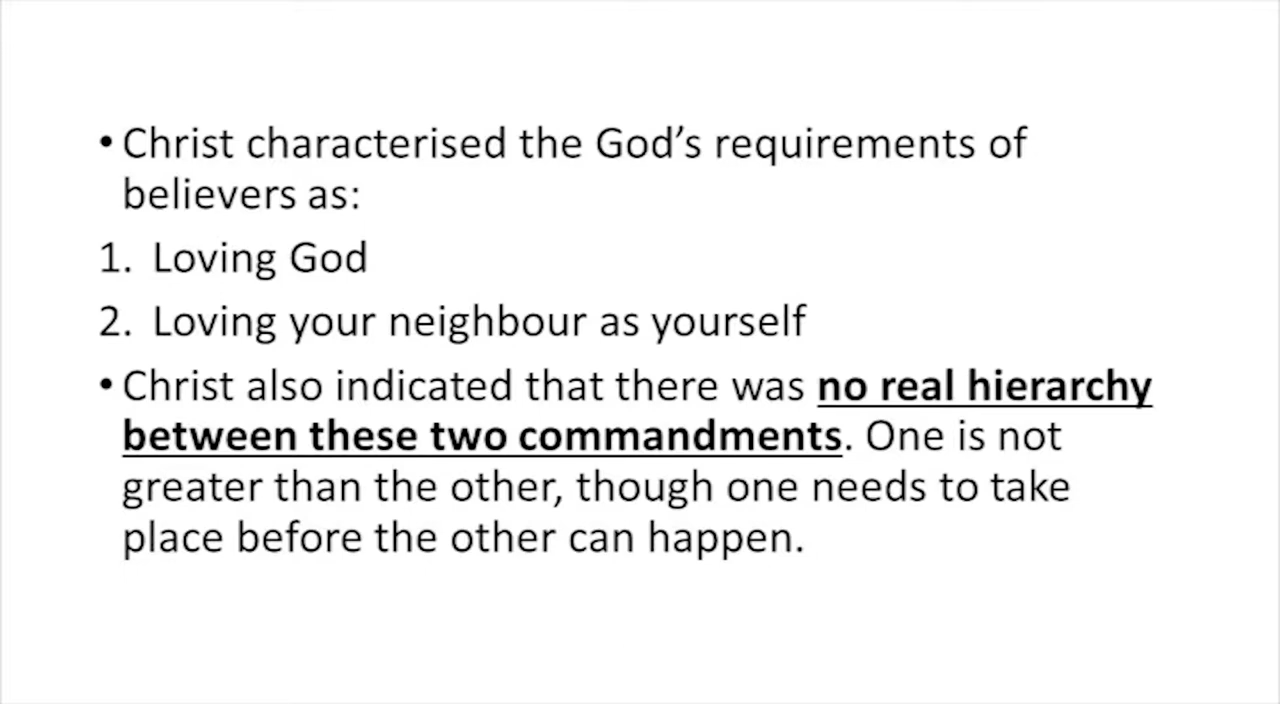 • Christ characterised the God’s requirements of
believers as:
1. Loving God
2. Loving your neighbour as yourself
• Christ also indicated that there was no real hierarchy
between these two commandments. One is not
greater than the other, though one needs to take
place before the other can happen.